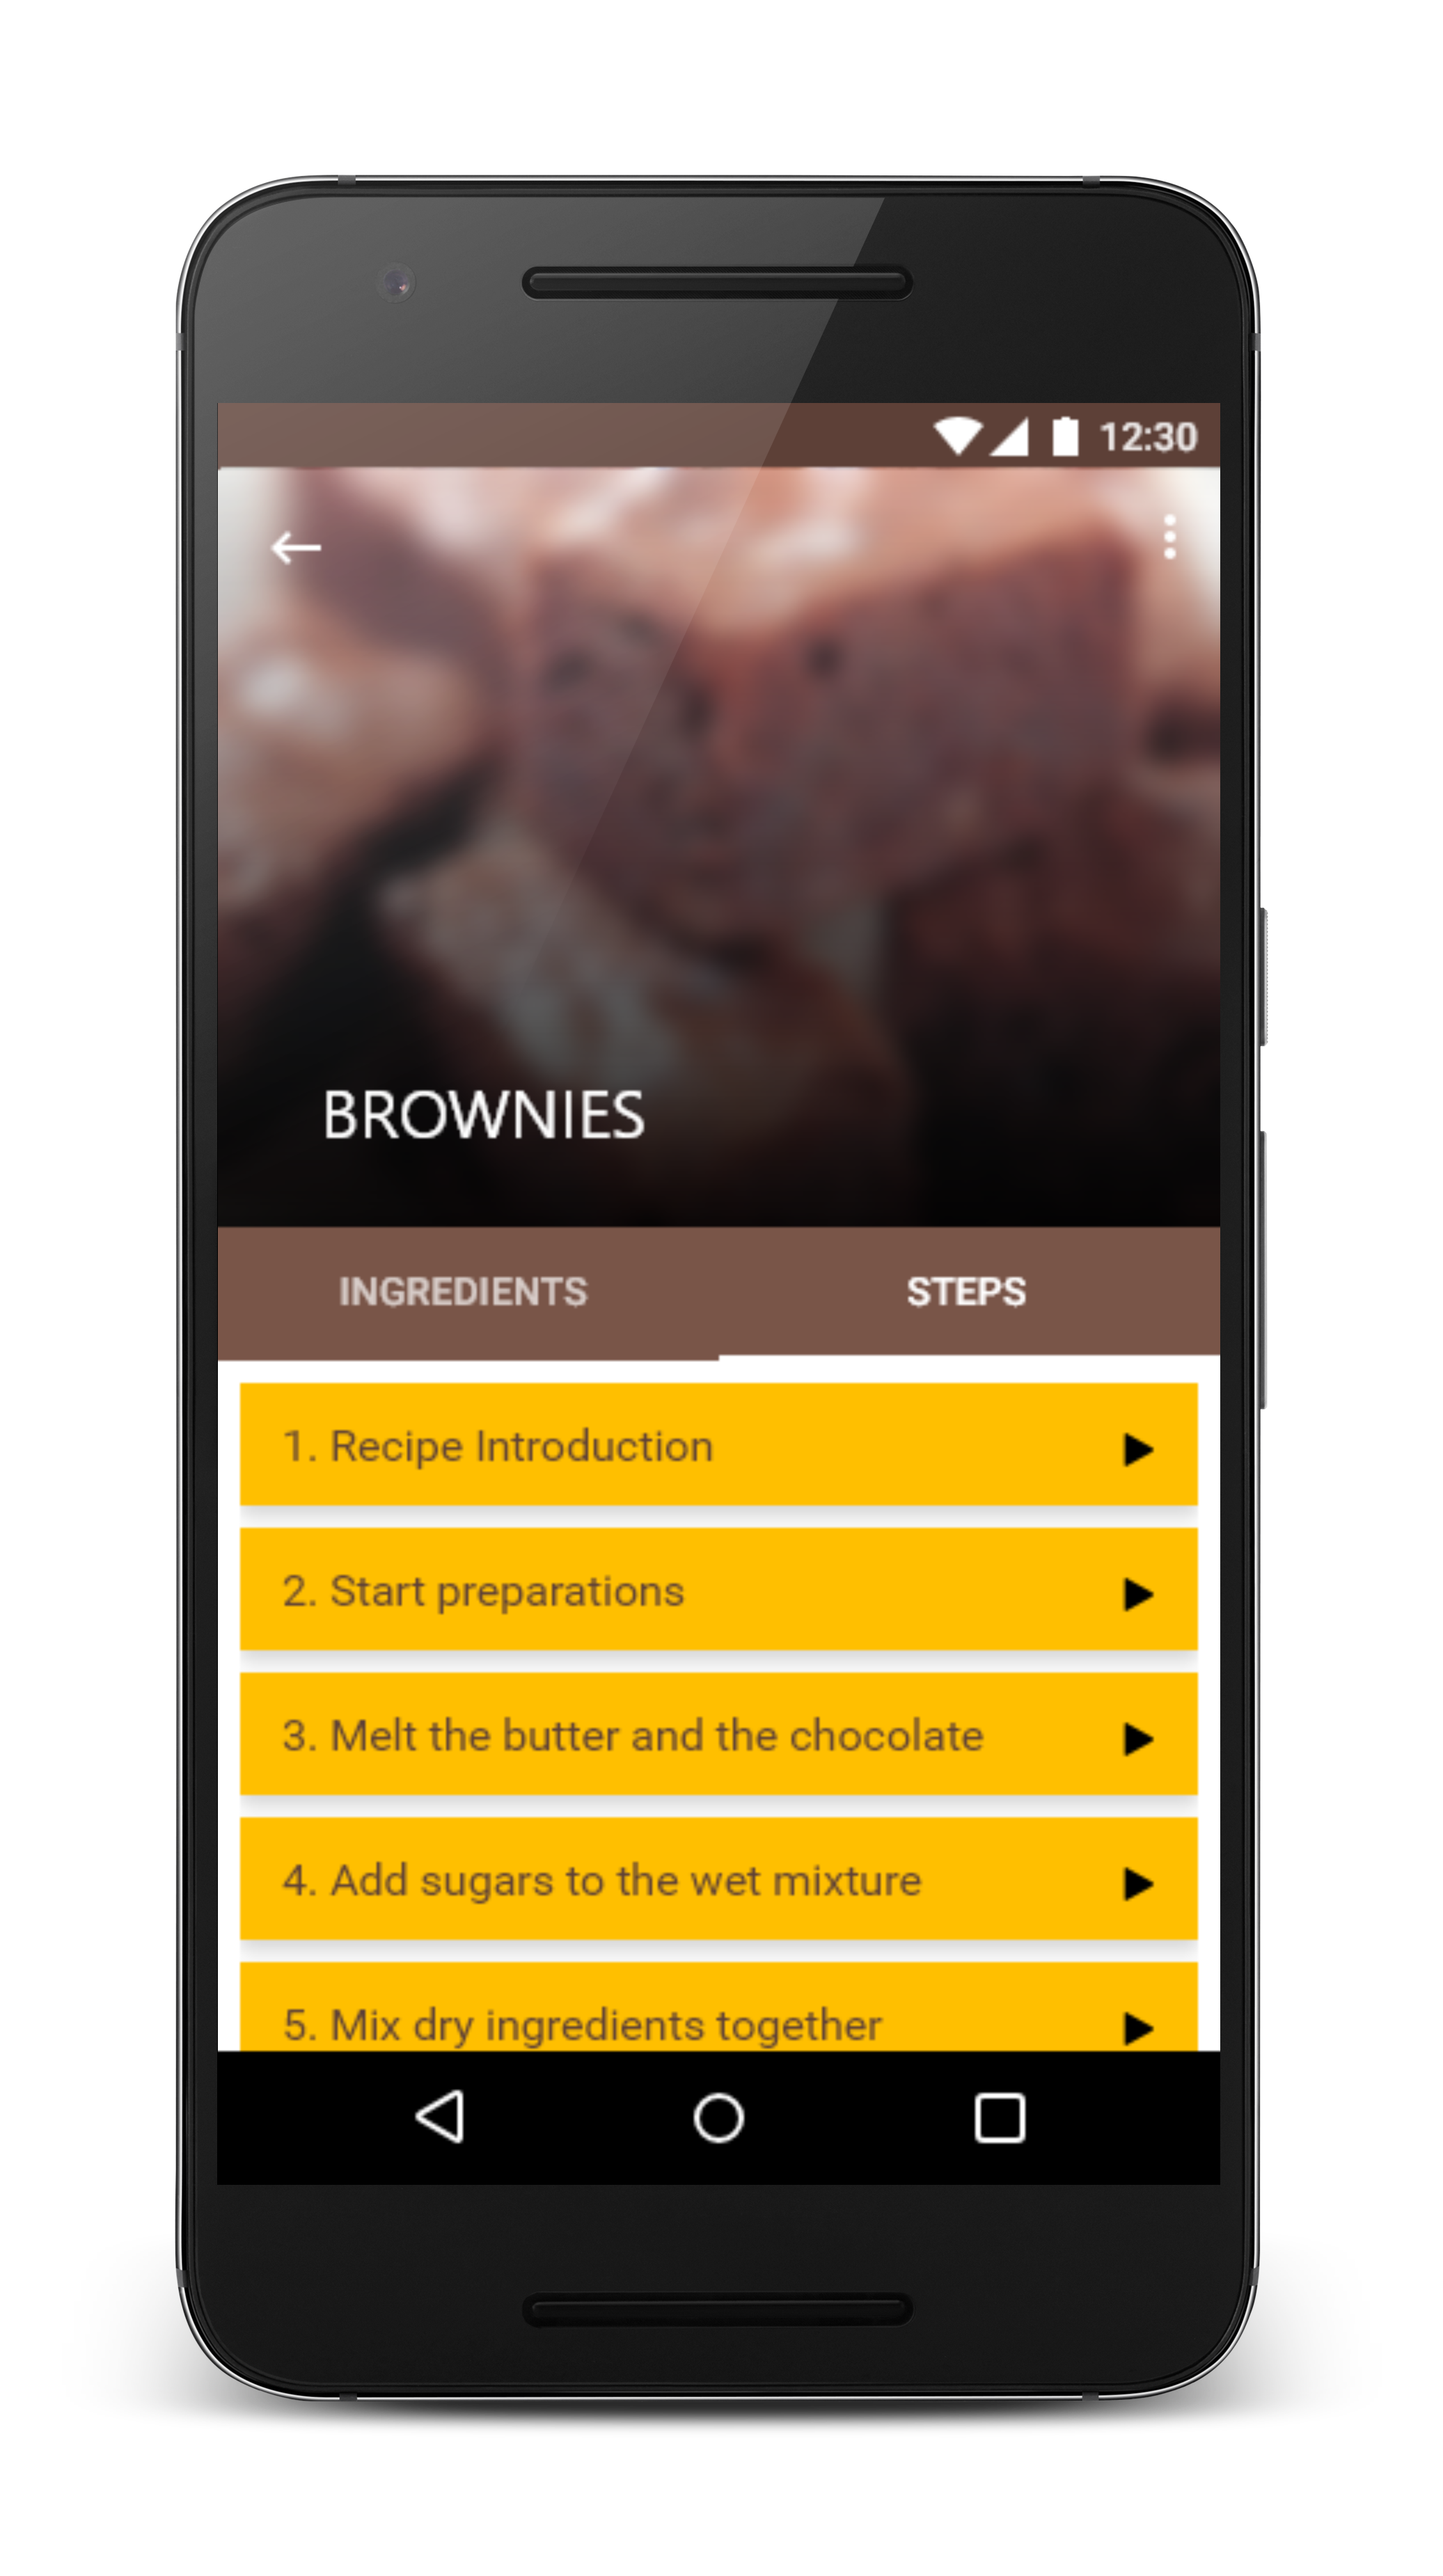 12:30
BROWNIES
INGREDIENTS
STEPS
1. Recipe Introduction
2. Start preparations
3. Melt the butter and the chocolate
4. Add sugars to the wet mixture
5. Mix dry ingredients together